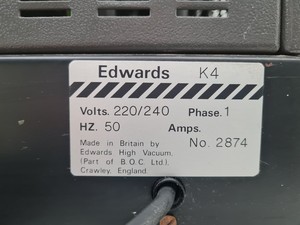 Edwards K4
Volts. 220/240 Phase. 1
HZ. 50 Amps.
Made in Britain by No. 2874
Edwards High Vacuum.
(Part of B.O.C. Ltd).
Crawley, England